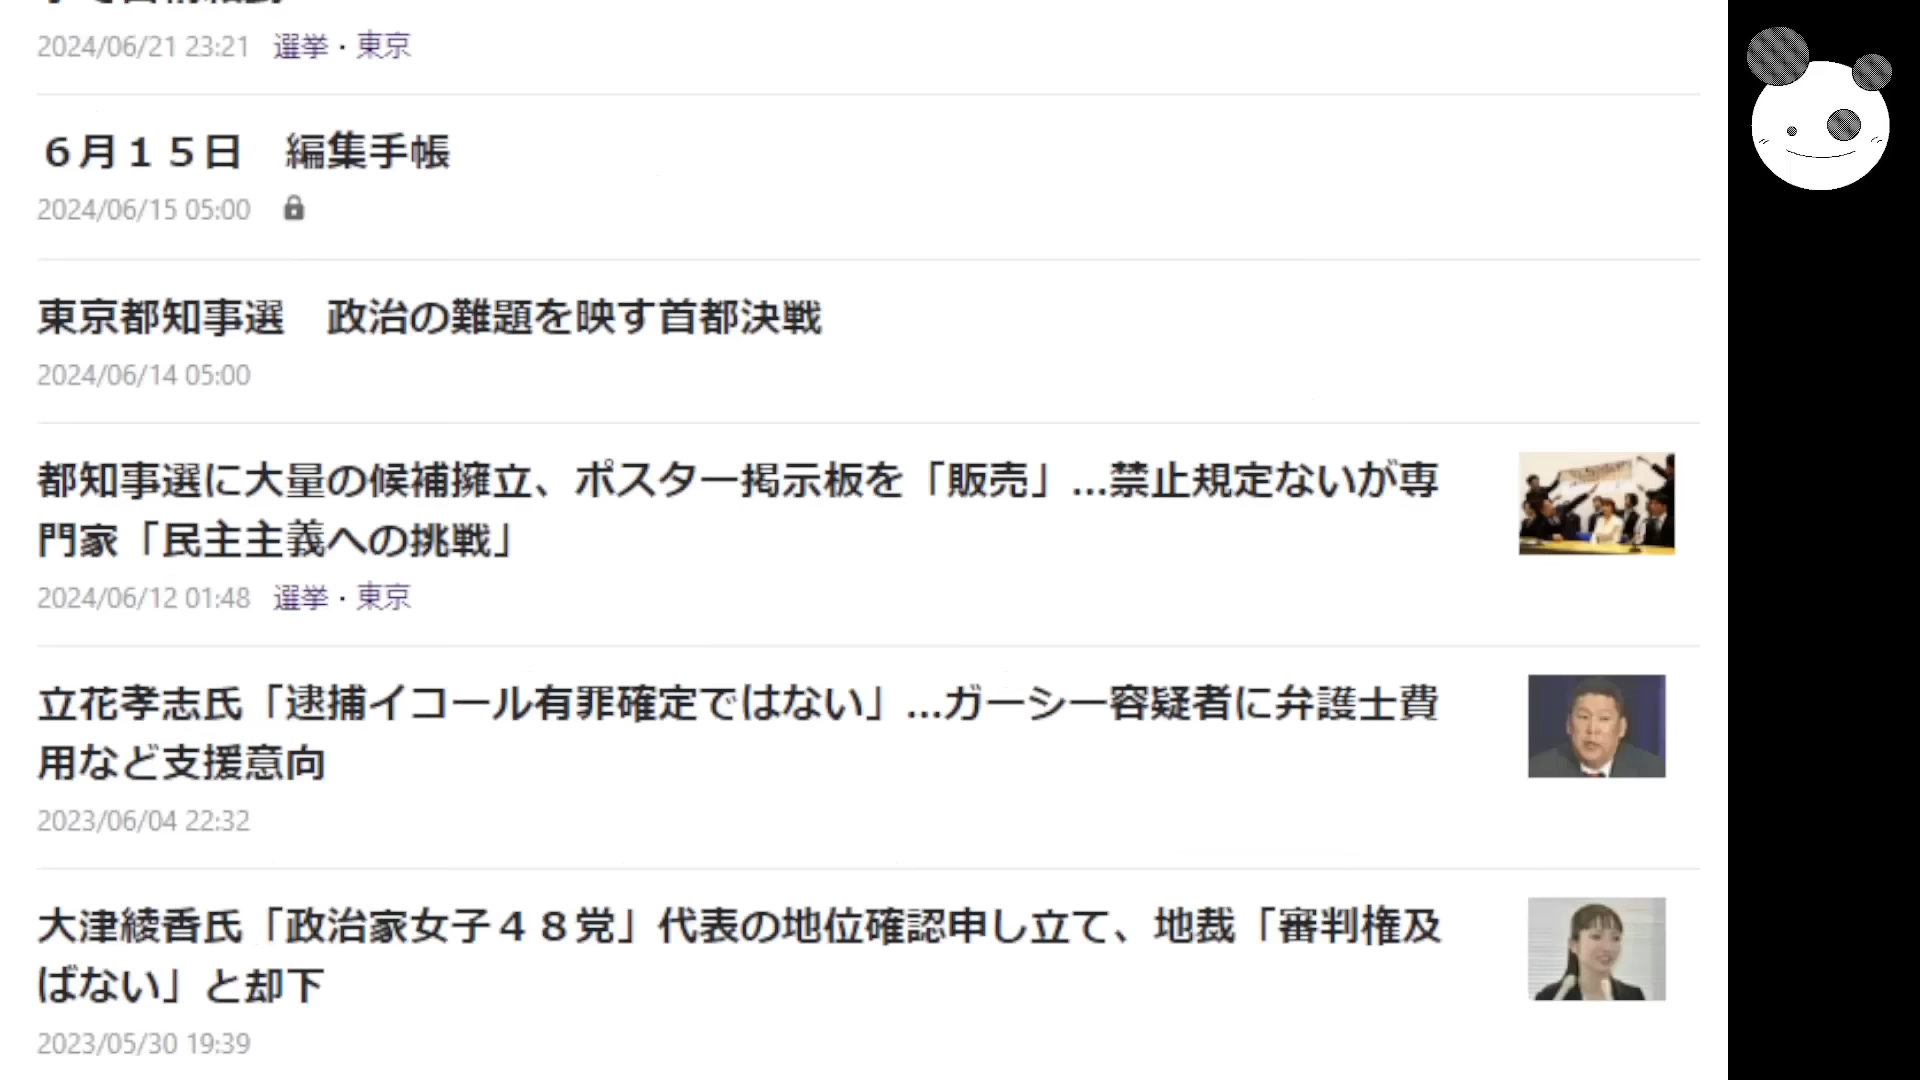 2024/06/21 23:21 選挙・東京
６月１５日　編集手帳
2024/06/15 05:00
東京都知事選　政治の難題を映す首都決戦
2024/06/14 05:00
都知事選に大量の候補擁立、ポスター掲示板を「販売」…禁止規定ないが専
門家「民主主義への挑戦」
2024/06/12 01:48 選挙・東京
立花孝志氏「逮捕イコール有罪確定ではない」…ガーシー容疑者に弁護士費
用など支援意向
2023/06/04 22:32
大津綾香氏「政治家女子４８党」代表の地位確認申し立て、地裁「審判権及
ばない」と却下
2023/05/30 19:39